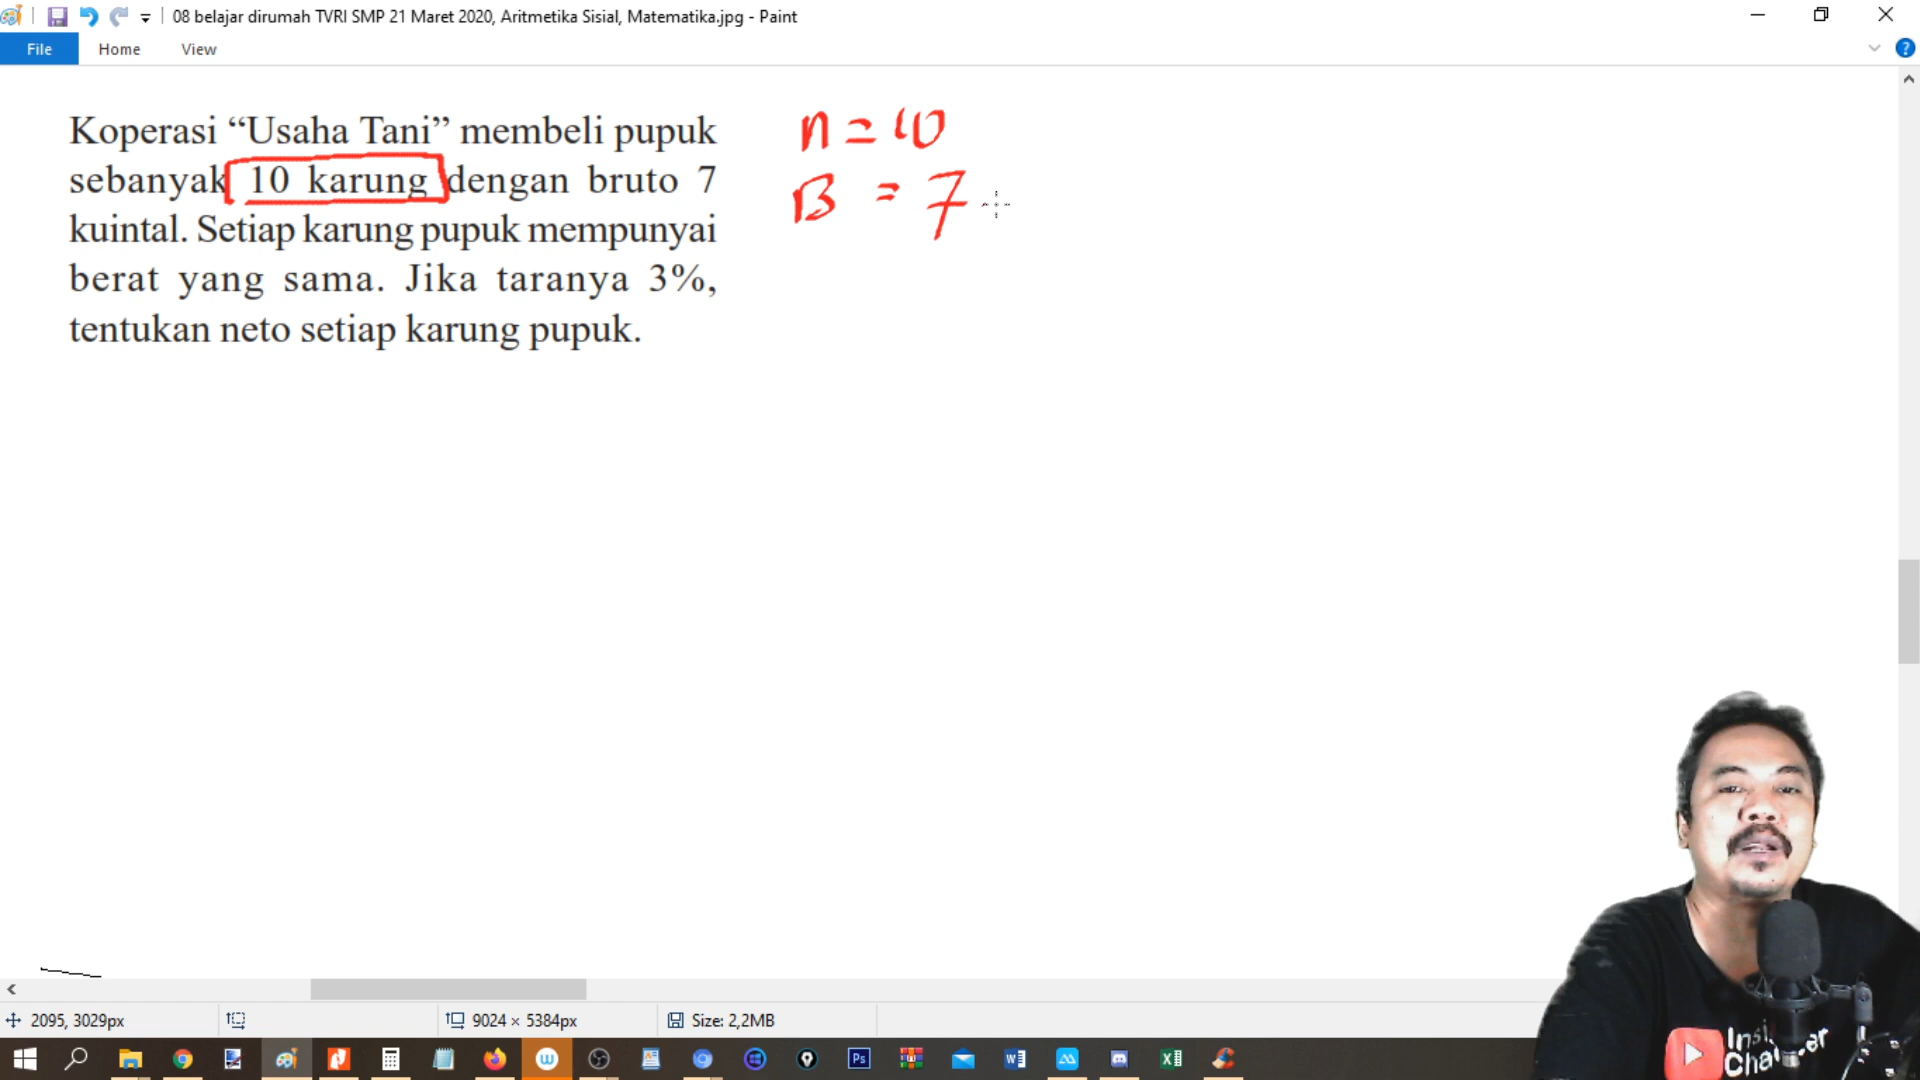 08 belajar dirumah TVRI SMP 21 Maret 2020, Aritmetika Sisial, Matematika.jpg - Paint
File Home View
Koperasi “Usaha Tani” membeli pupuk
sebanyak 10 karung dengan bruto 7
kuintal. Setiap karung pupuk mempunyai
berat yang sama. Jika taranya 3%,
tentukan neto setiap karung pupuk.
n = 10
B = 7
2095, 3029px
9024 × 5384px
Size: 2,2MB